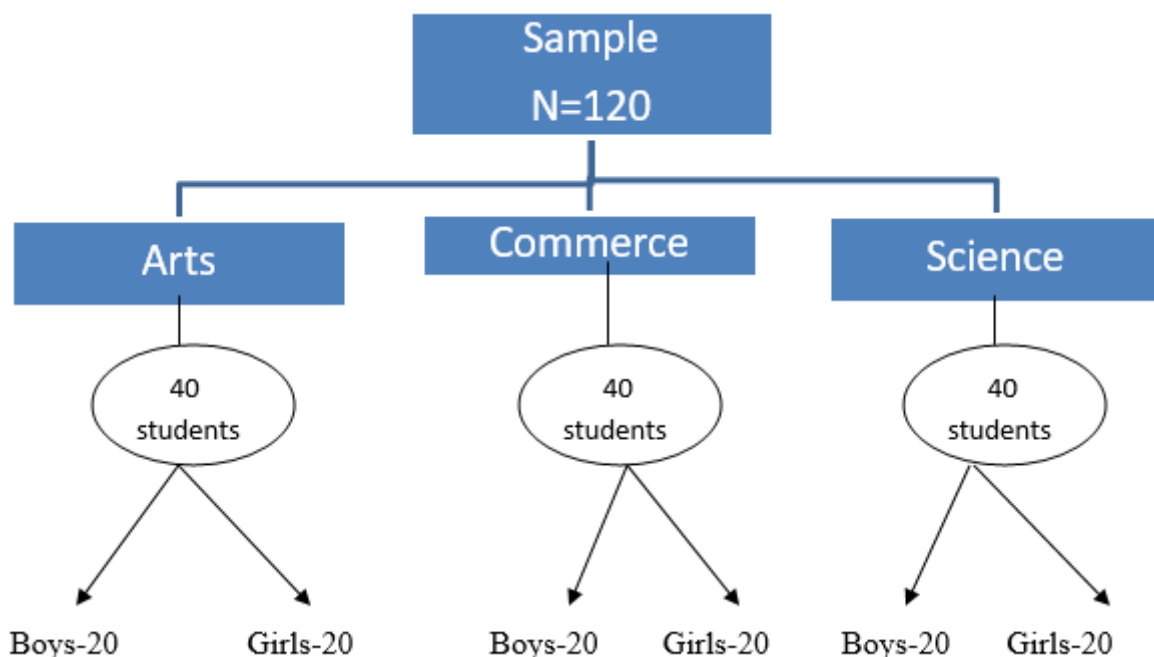 Sample
N=120
Arts
Commerce
Science
40
students
40
students
40
students
Boys-20
Girls-20
Boys-20
Girls-20
Boys-20
Girls-20